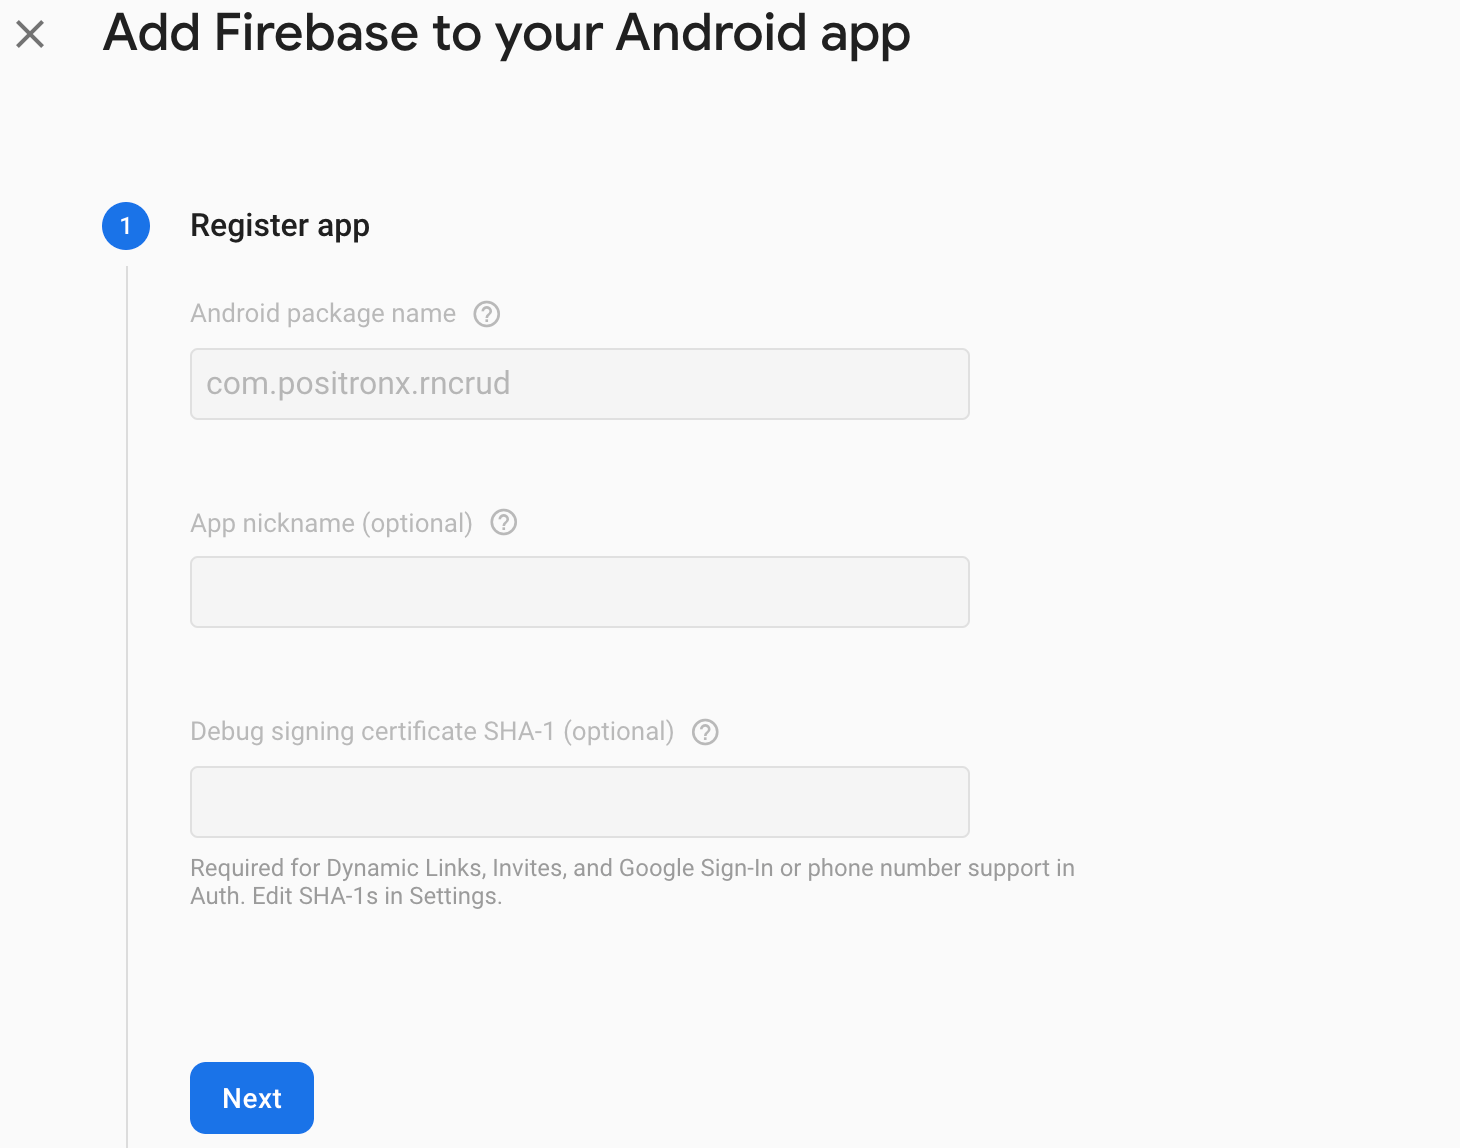 Add Firebase to your Android app
1 Register app
Android package name ?
com.positronx.rncrud
App nickname (optional) ?
Debug signing certificate SHA-1 (optional) ?
Required for Dynamic Links, Invites, and Google Sign-In or phone number support in
Auth. Edit SHA-1s in Settings.
Next